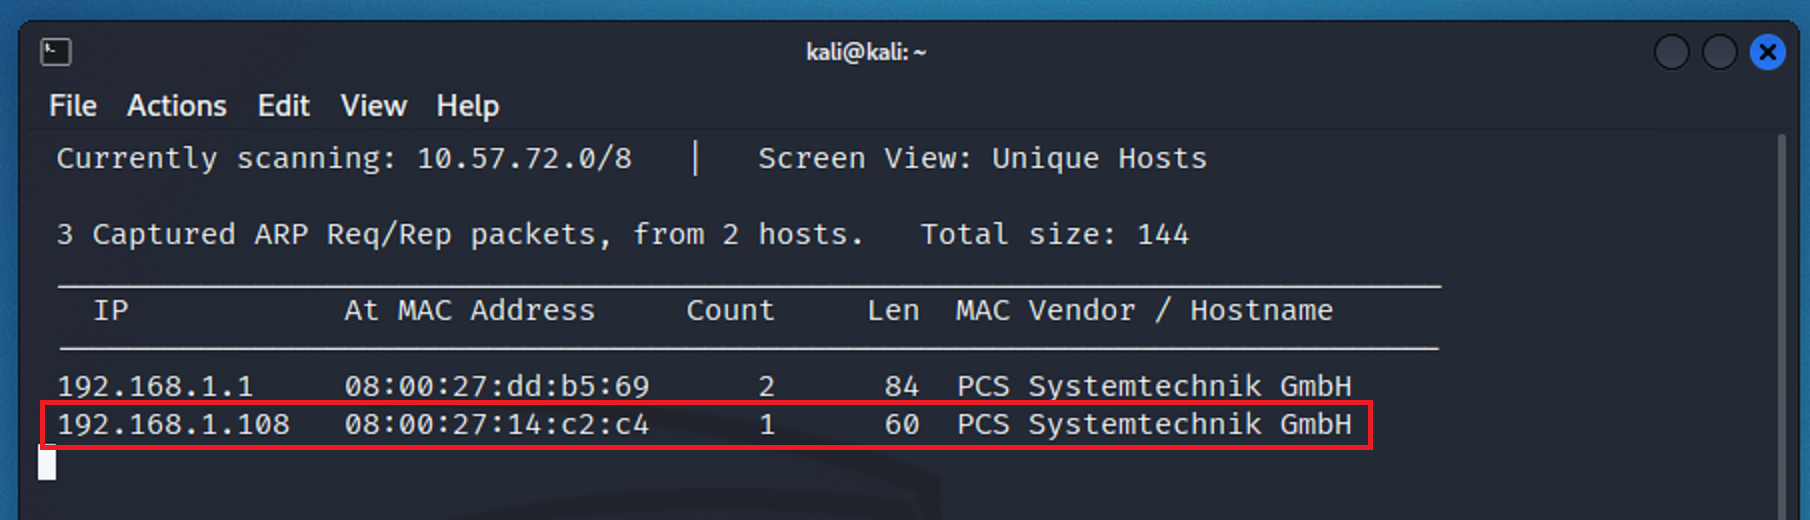 kali@kali: ~
File Actions Edit View Help
Currently scanning: 10.57.72.0/8 | Screen View: Unique Hosts
3 Captured ARP Req/Rep packets, from 2 hosts. Total size: 144
IP At MAC Address Count Len MAC Vendor / Hostname
192.168.1.1 08:00:27:dd:b5:69 2 84 PCS Systemtechnik GmbH
192.168.1.108 08:00:27:14:c2:c4 1 60 PCS Systemtechnik GmbH